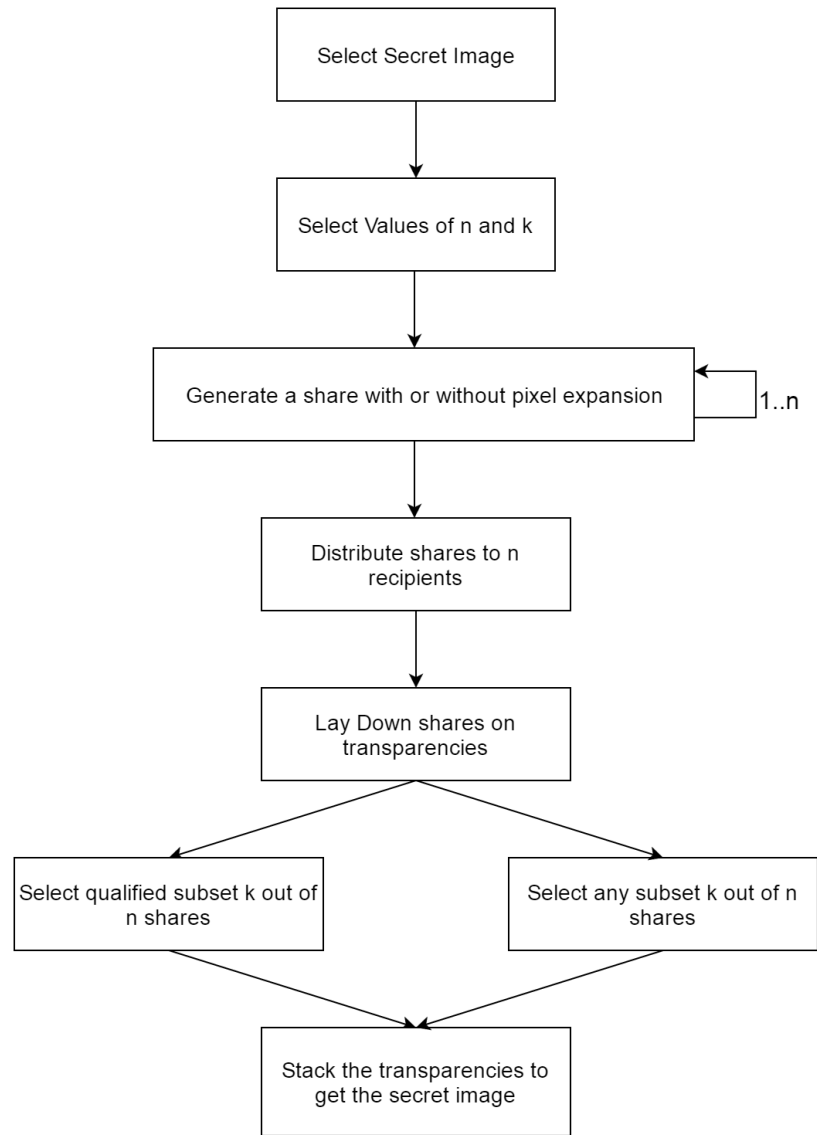 Select Secret Image
Select Values of n and k
Generate a share with or without pixel expansion
1..n
Distribute shares to n
recipients
Lay Down shares on
transparencies
Select qualified subset k out of
n shares
Select any subset k out of n
shares
Stack the transparencies to
get the secret image